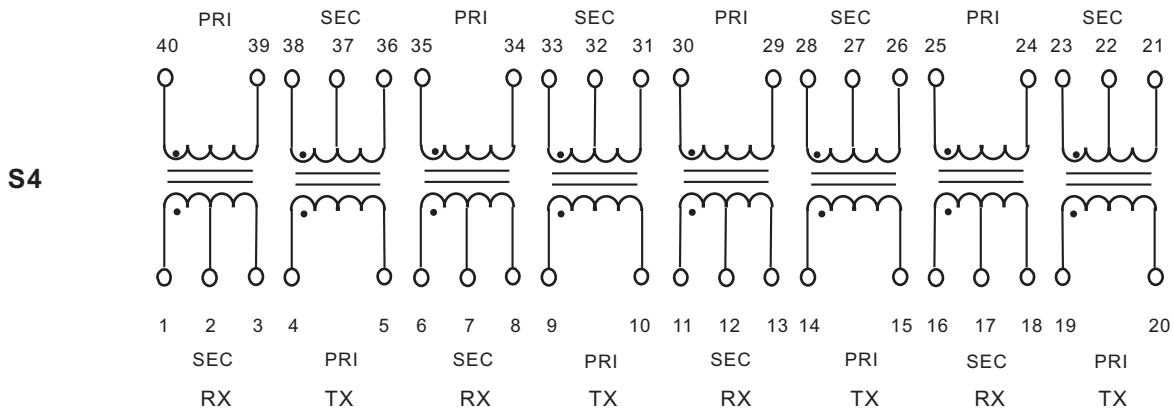 PRI SEC PRI SEC PRI SEC PRI SEC
40 39 38 37 36 35 34 33 32 31 30 29 28 27 26 25 24 23 22 21
S4
1 2 3 4 5 6 7 8 9 10 11 12 13 14 15 16 17 18 19 20
SEC PRI SEC PRI SEC PRI SEC PRI
RX TX RX TX RX TX RX TX